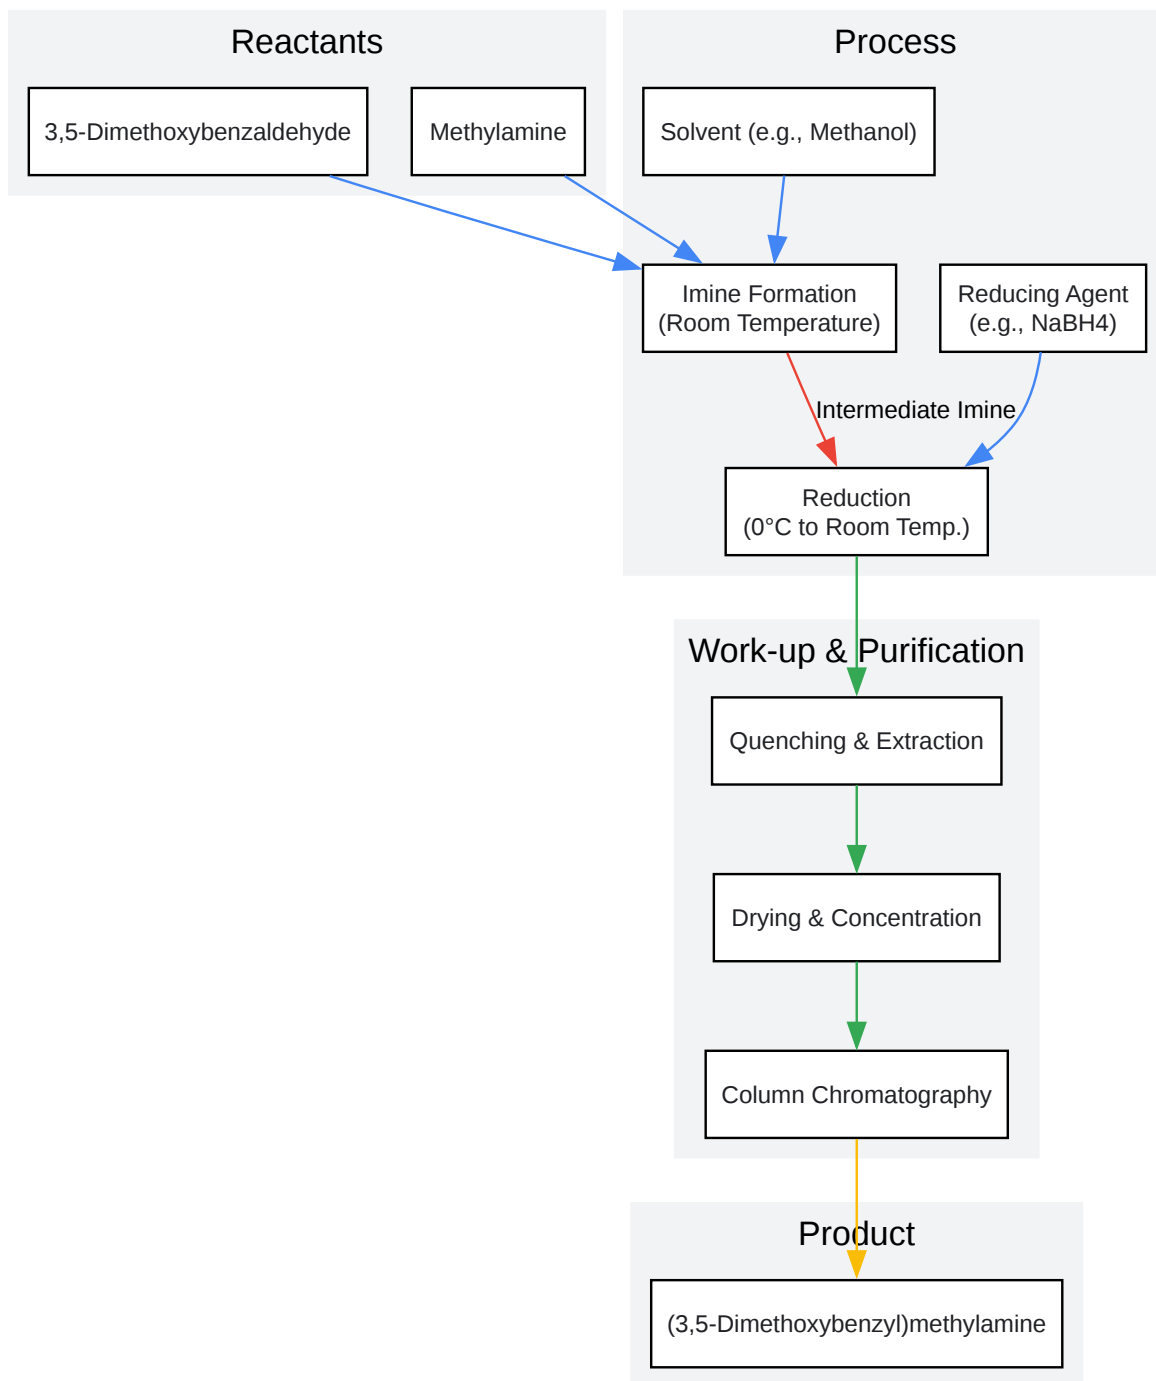 Reactants
3,5-Dimethoxybenzaldehyde
Methylamine
Process
Solvent (e.g., Methanol)
Imine Formation
(Room Temperature)
Reducing Agent
(e.g., NaBH4)
Intermediate Imine
Reduction
(0°C to Room Temp.)
Work-up & Purification
Quenching & Extraction
Drying & Concentration
Column Chromatography
Product
(3,5-Dimethoxybenzyl)methylamine